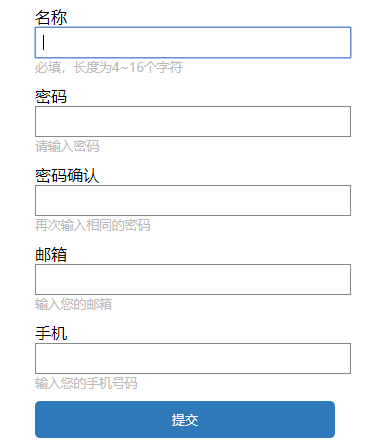 名称
必填，长度为4~16个字符
密码
请输入密码
密码确认
再次输入相同的密码
邮箱
输入您的邮箱
手机
输入您的手机号码
提交